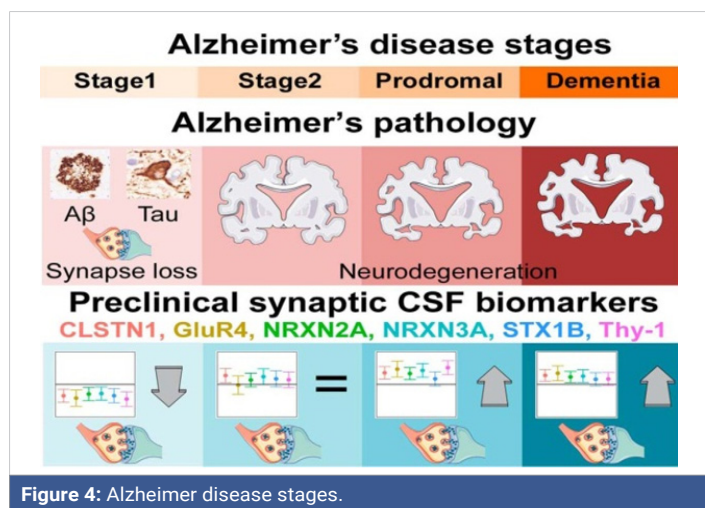 Alzheimer's disease stages
Stage1 Stage2 Prodromal Dementia
Alzheimer's pathology
Aβ Tau
Synapse loss Neurodegeneration
Preclinical synaptic CSF biomarkers
CLSTN1, GluR4, NRXN2A, NRXN3A, STX1B, Thy-1
=
Figure 4: Alzheimer disease stages.